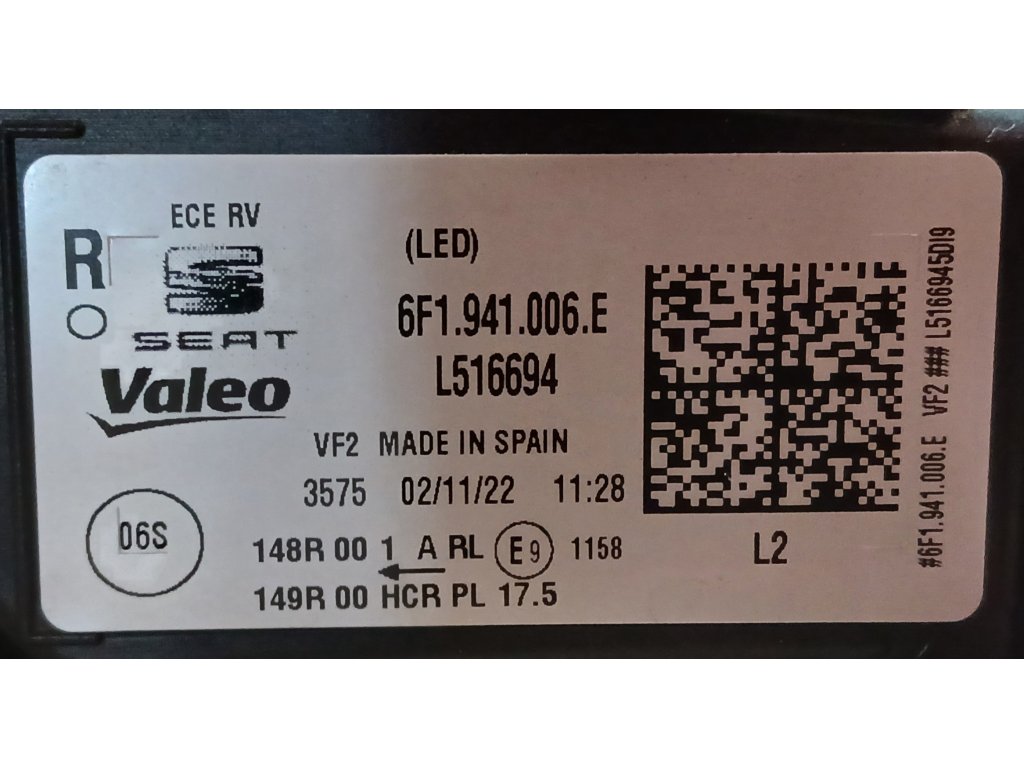 ECE RV
R
SEAT
Valeo
(LED)
6F1.941.006.E
L516694
VF2 MADE IN SPAIN
3575 02/11/22 11:28
06S
148R 00 1 A RL E9 1158
149R 00 HCR PL 17.5
L2
#6F1.941.006.E VF2 ### L5166945DI9